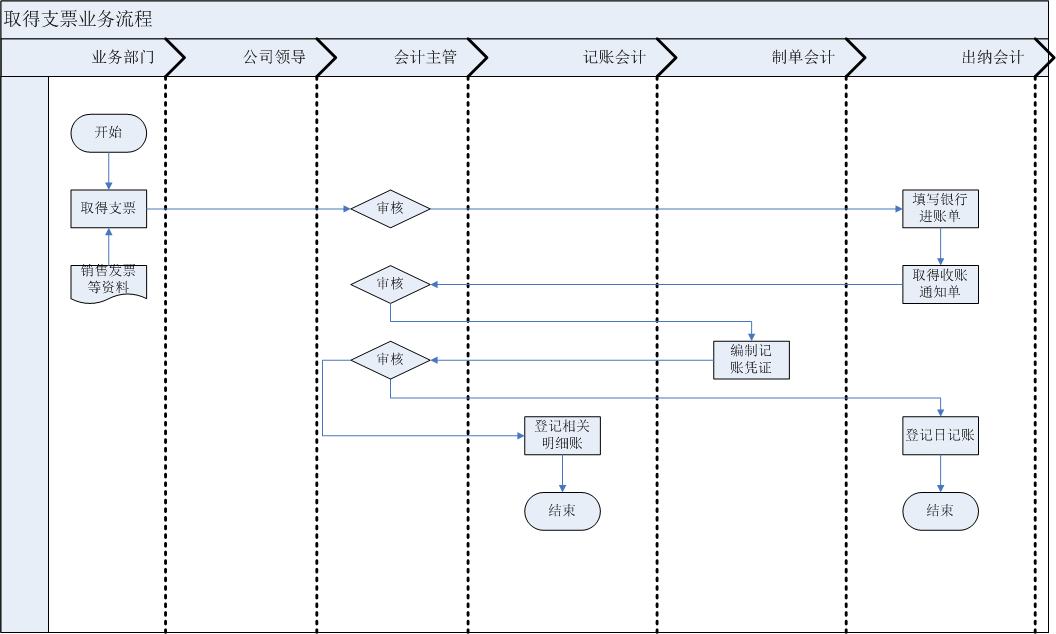 取得支票业务流程
业务部门
公司领导
会计主管
记账会计
制单会计
出纳会计
开始
取得支票
审核
填写银行
进账单
销售发票
等资料
审核
取得收账
通知单
审核
编制记
账凭证
登记相关
明细账
登记日记账
结束
结束